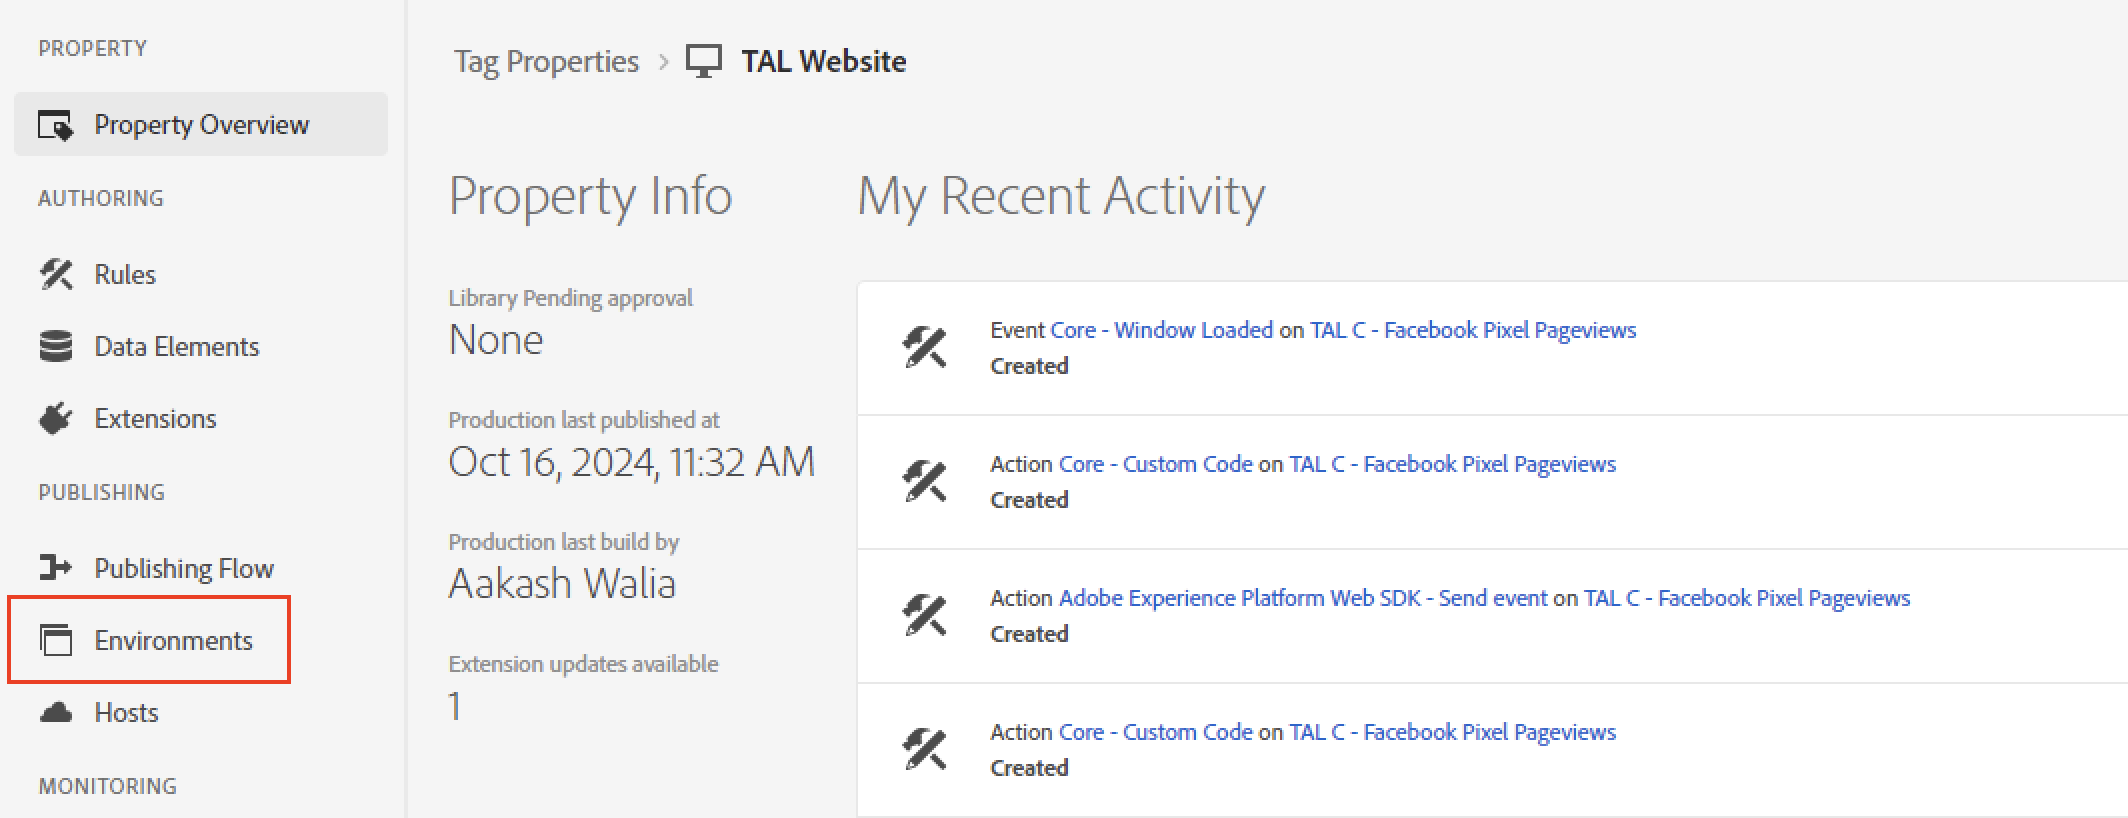 PROPERTY
Property Overview
AUTHORING
Rules
Data Elements
Extensions
PUBLISHING
Publishing Flow
Environments
Hosts
MONITORING
Tag Properties > TAL Website
Property Info
Library Pending approval
None
Production last published at
Oct 16, 2024, 11:32 AM
Production last build by
Aakash Walia
Extension updates available
1
My Recent Activity
Event Core - Window Loaded on TAL C - Facebook Pixel Pageviews
Created
Action Core - Custom Code on TAL C - Facebook Pixel Pageviews
Created
Action Adobe Experience Platform Web SDK - Send event on TAL C - Facebook Pixel Pageviews
Created
Action Core - Custom Code on TAL C - Facebook Pixel Pageviews
Created